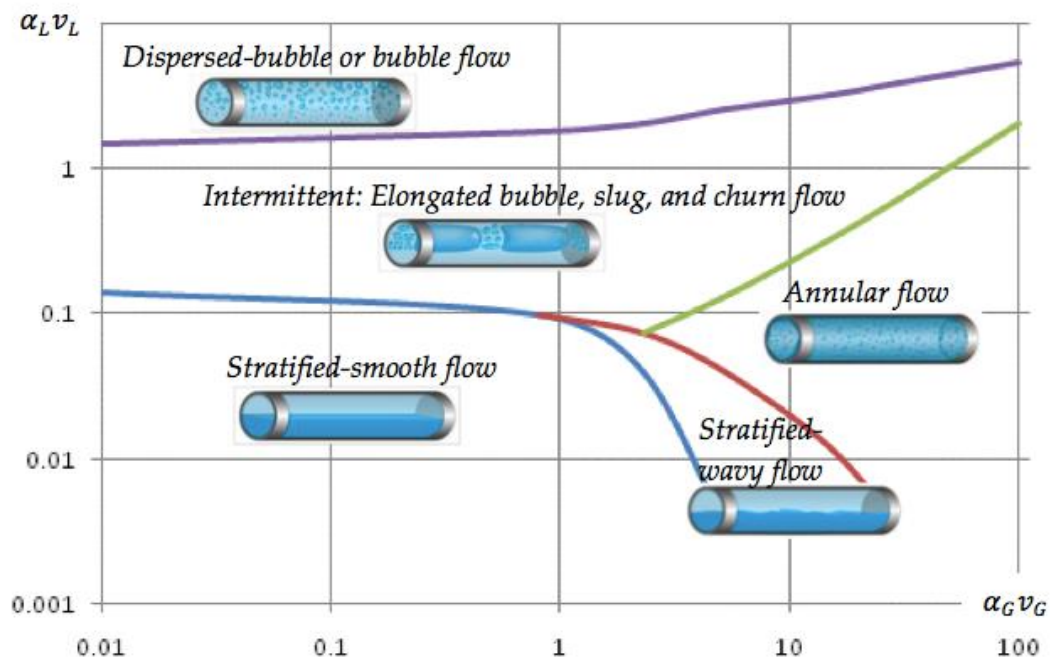 α_L v_L
Dispersed-bubble or bubble flow
1
Intermittent: Elongated bubble, slug, and churn flow
Annular flow
0.1
Stratified-smooth flow
Stratified-
0.01
wavy flow
0.001
α_G v_G
0.01 0.1 1 10 100